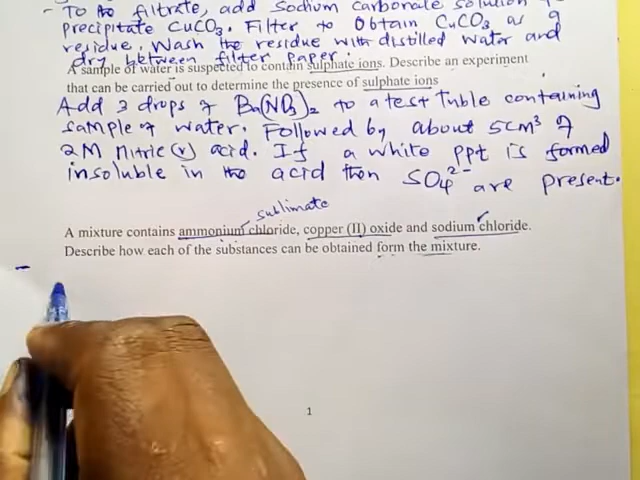 - To the filtrate, add sodium carbonate solution to
precipitate CuCO3. Filter to obtain CuCO3 as a
residue. Wash the residue with distilled water and
dry between filter paper.
A sample of water is suspected to contain sulphate ions. Describe an experiment
that can be carried out to determine the presence of sulphate ions
Add 3 drops of Ba(NO3)2 to a test tube containing
sample of water. Followed by about 5cm³ of
2M nitric (V) acid. If a white ppt is formed
insoluble in the acid then SO4²⁻ are present.
sublimate
A mixture contains ammonium chloride, copper (II) oxide and sodium chloride.
Describe how each of the substances can be obtained form the mixture.
-
1